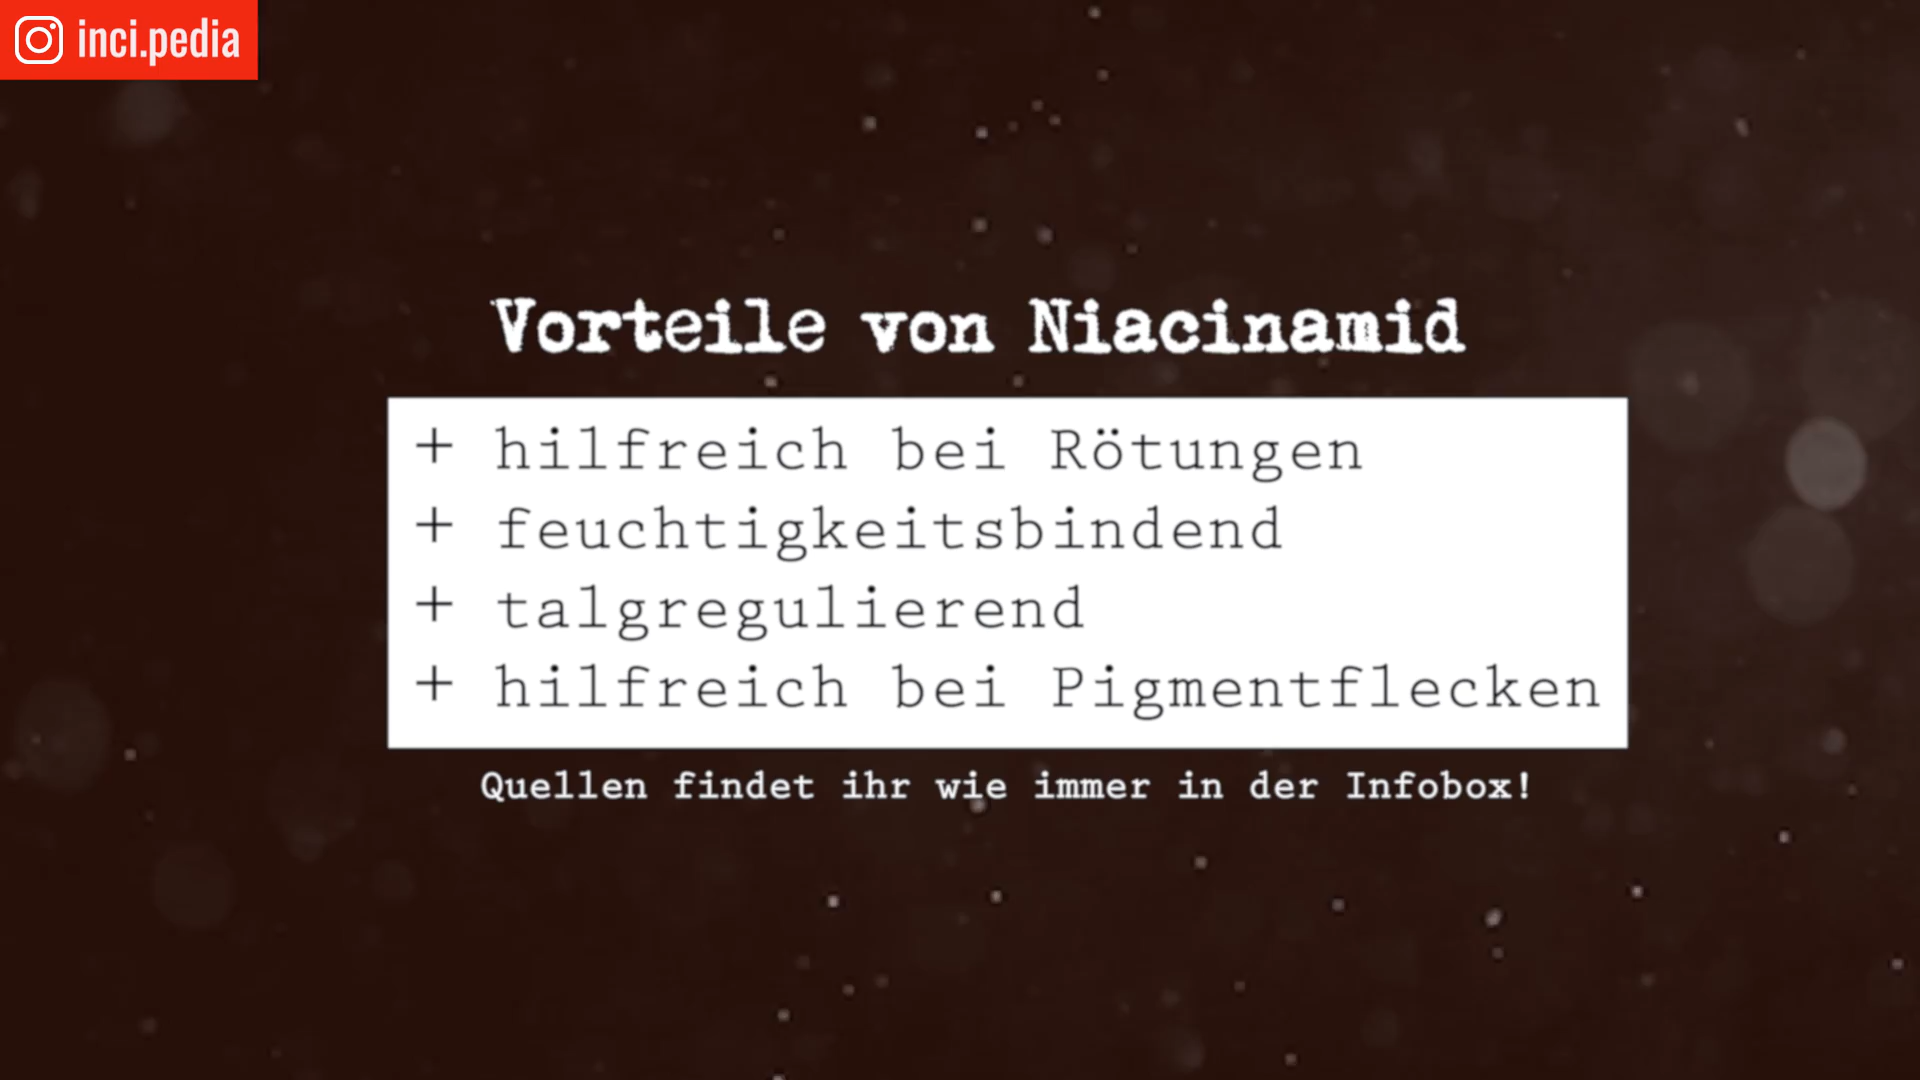 inci.pedia
Vorteile von Niacinamid
+ hilfreich bei Rötungen
+ feuchtigkeitsbindend
+ talgregulierend
+ hilfreich bei Pigmentflecken
Quellen findet ihr wie immer in der Infobox!